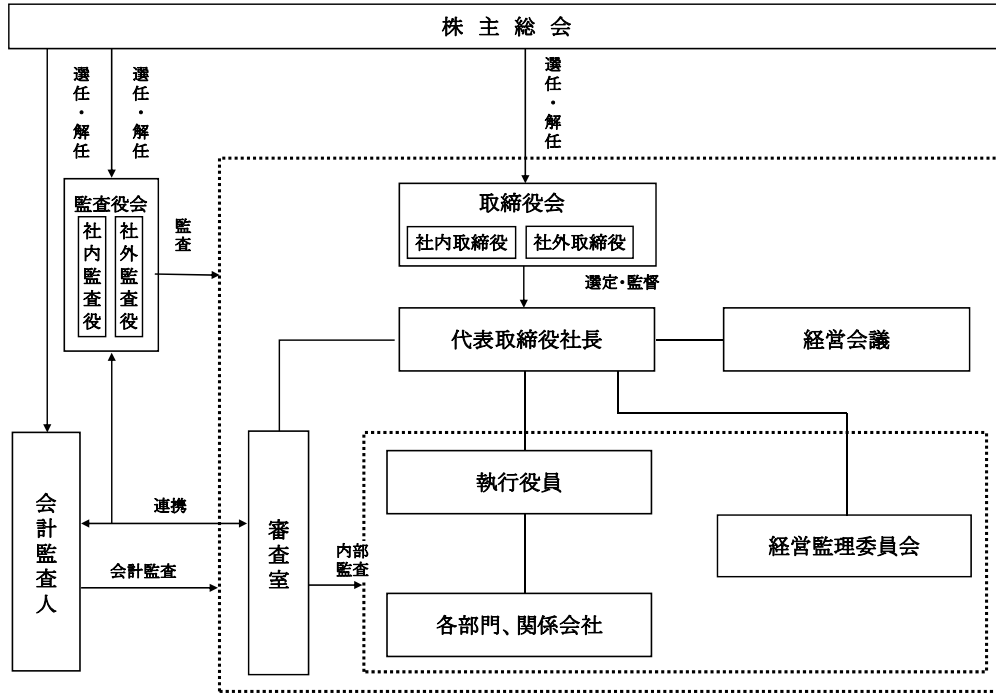 株主総会
選任・解任
選任・解任
選任・解任
監査役会
社内監査役
社外監査役
監査
取締役会
社内取締役
社外取締役
選定・監督
代表取締役社長
経営会議
執行役員
経営監理委員会
各部門、関係会社
審査室
内部
監査
連携
会計監査
会計監査人